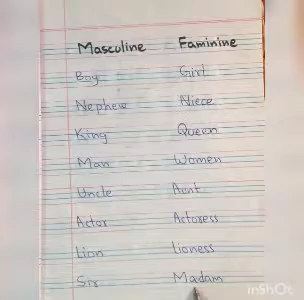 Masculine Faminine
Boy Girl
Nephew Niece
King Queen
Man Women
Uncle Aunt
Actor Actoress
Lion Lioness
Sir Madam
inShOt